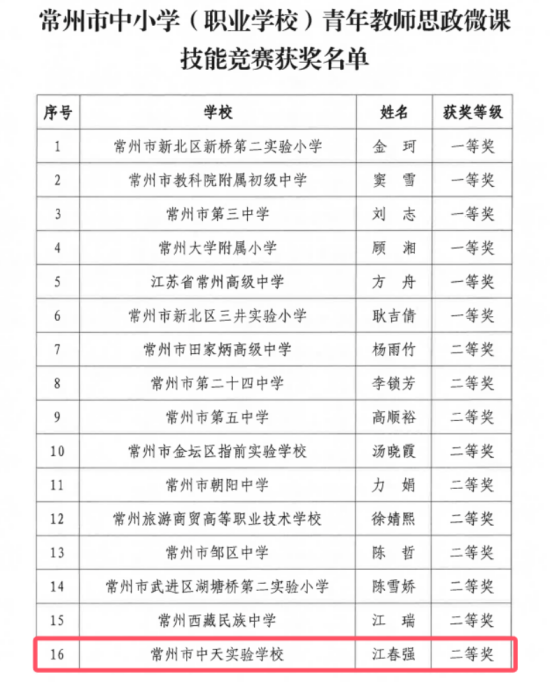 常州市中小学（职业学校）青年教师思政微课
技能竞赛获奖名单
序号 学校 姓名 获奖等级
1 常州市新北区新桥第二实验小学 金珂 一等奖
2 常州市教科院附属初级中学 窦雪 一等奖
3 常州市第三中学 刘志 一等奖
4 常州大学附属小学 顾湘 一等奖
5 江苏省常州高级中学 方舟 一等奖
6 常州市新北区三井实验小学 耿吉倩 一等奖
7 常州市田家炳高级中学 杨雨竹 二等奖
8 常州市第二十四中学 李锁芳 二等奖
9 常州市第五中学 高顺裕 二等奖
10 常州市金坛区指前实验学校 汤晓霞 二等奖
11 常州市朝阳中学 力娟 二等奖
12 常州旅游商贸高等职业技术学校 徐婧熙 二等奖
13 常州市邹区中学 陈哲 二等奖
14 常州市武进区湖塘桥第二实验小学 陈雪娇 二等奖
15 常州西藏民族中学 江瑞 二等奖
16 常州市中天实验学校 江春强 二等奖